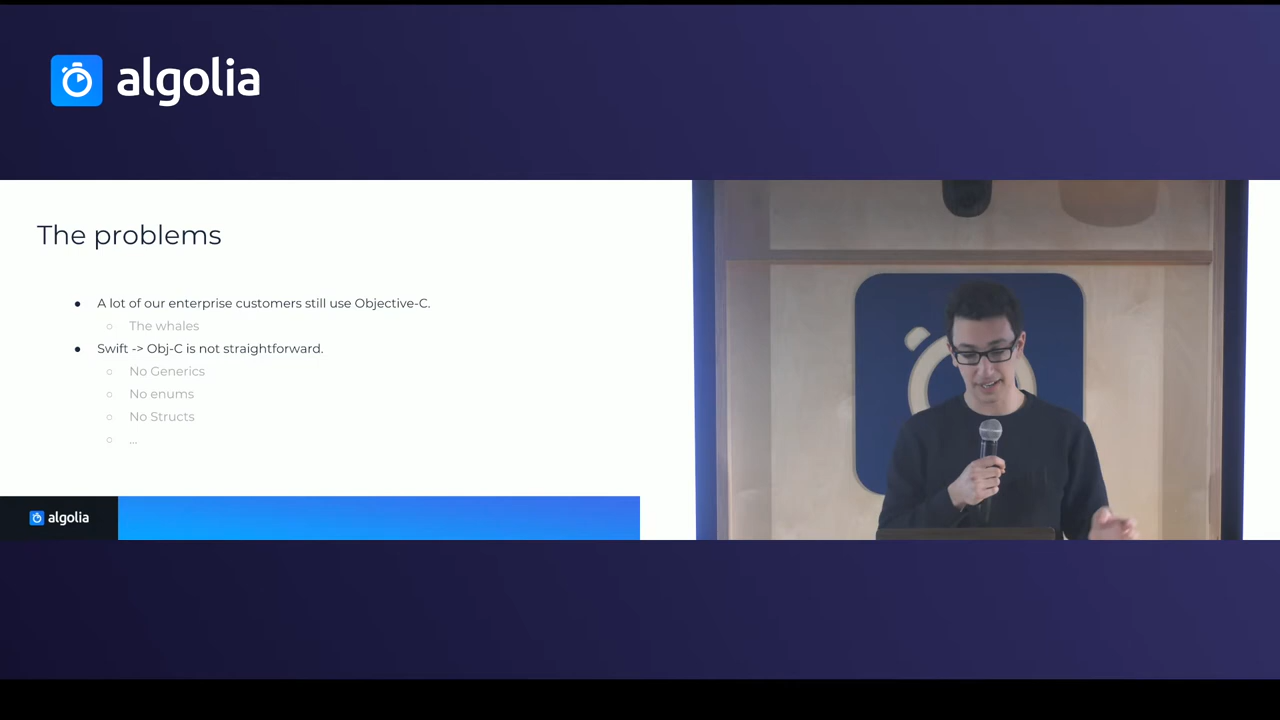 algolia
The problems
● A lot of our enterprise customers still use Objective-C.
○ The whales
● Swift -> Obj-C is not straightforward.
○ No Generics
○ No enums
○ No Structs
○ ...
algolia